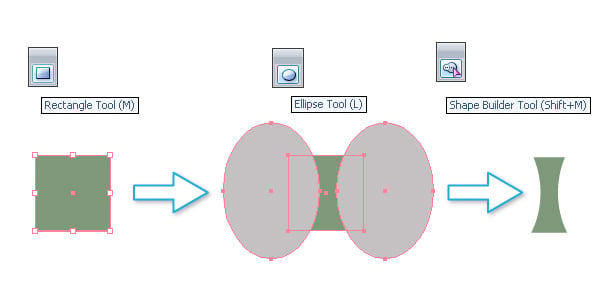 Rectangle Tool (M)
Ellipse Tool (L)
Shape Builder Tool (Shift+M)